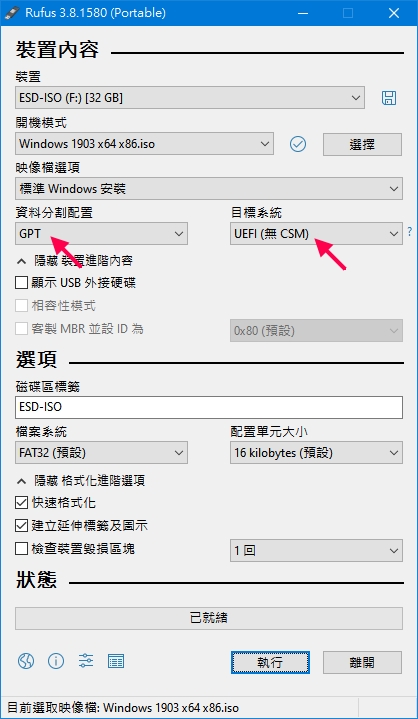 Rufus 3.8.1580 (Portable)
裝置內容
裝置
ESD-ISO (F:) [32 GB]
開機模式
Windows 1903 x64 x86.iso
選擇
映像檔選項
標準 Windows 安裝
資料分割配置 目標系統
GPT UEFI (無 CSM) ?
隱藏 裝置進階內容
顯示 USB 外接硬碟
相容性模式
客製 MBR 並設 ID 為 0x80 (預設)
選項
磁碟區標籤
ESD-ISO
檔案系統 配置單元大小
FAT32 (預設) 16 kilobytes (預設)
隱藏 格式化進階選項
快速格式化
建立延伸標籤及圖示
檢查裝置毀損區塊 1 回
狀態
已就緒
執行 離開
目前選取映像檔: Windows 1903 x64 x86.iso